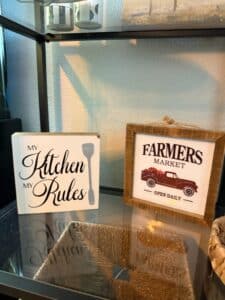 MY
Kitchen
MY
Rules
FARMERS
MARKET
OPEN DAILY